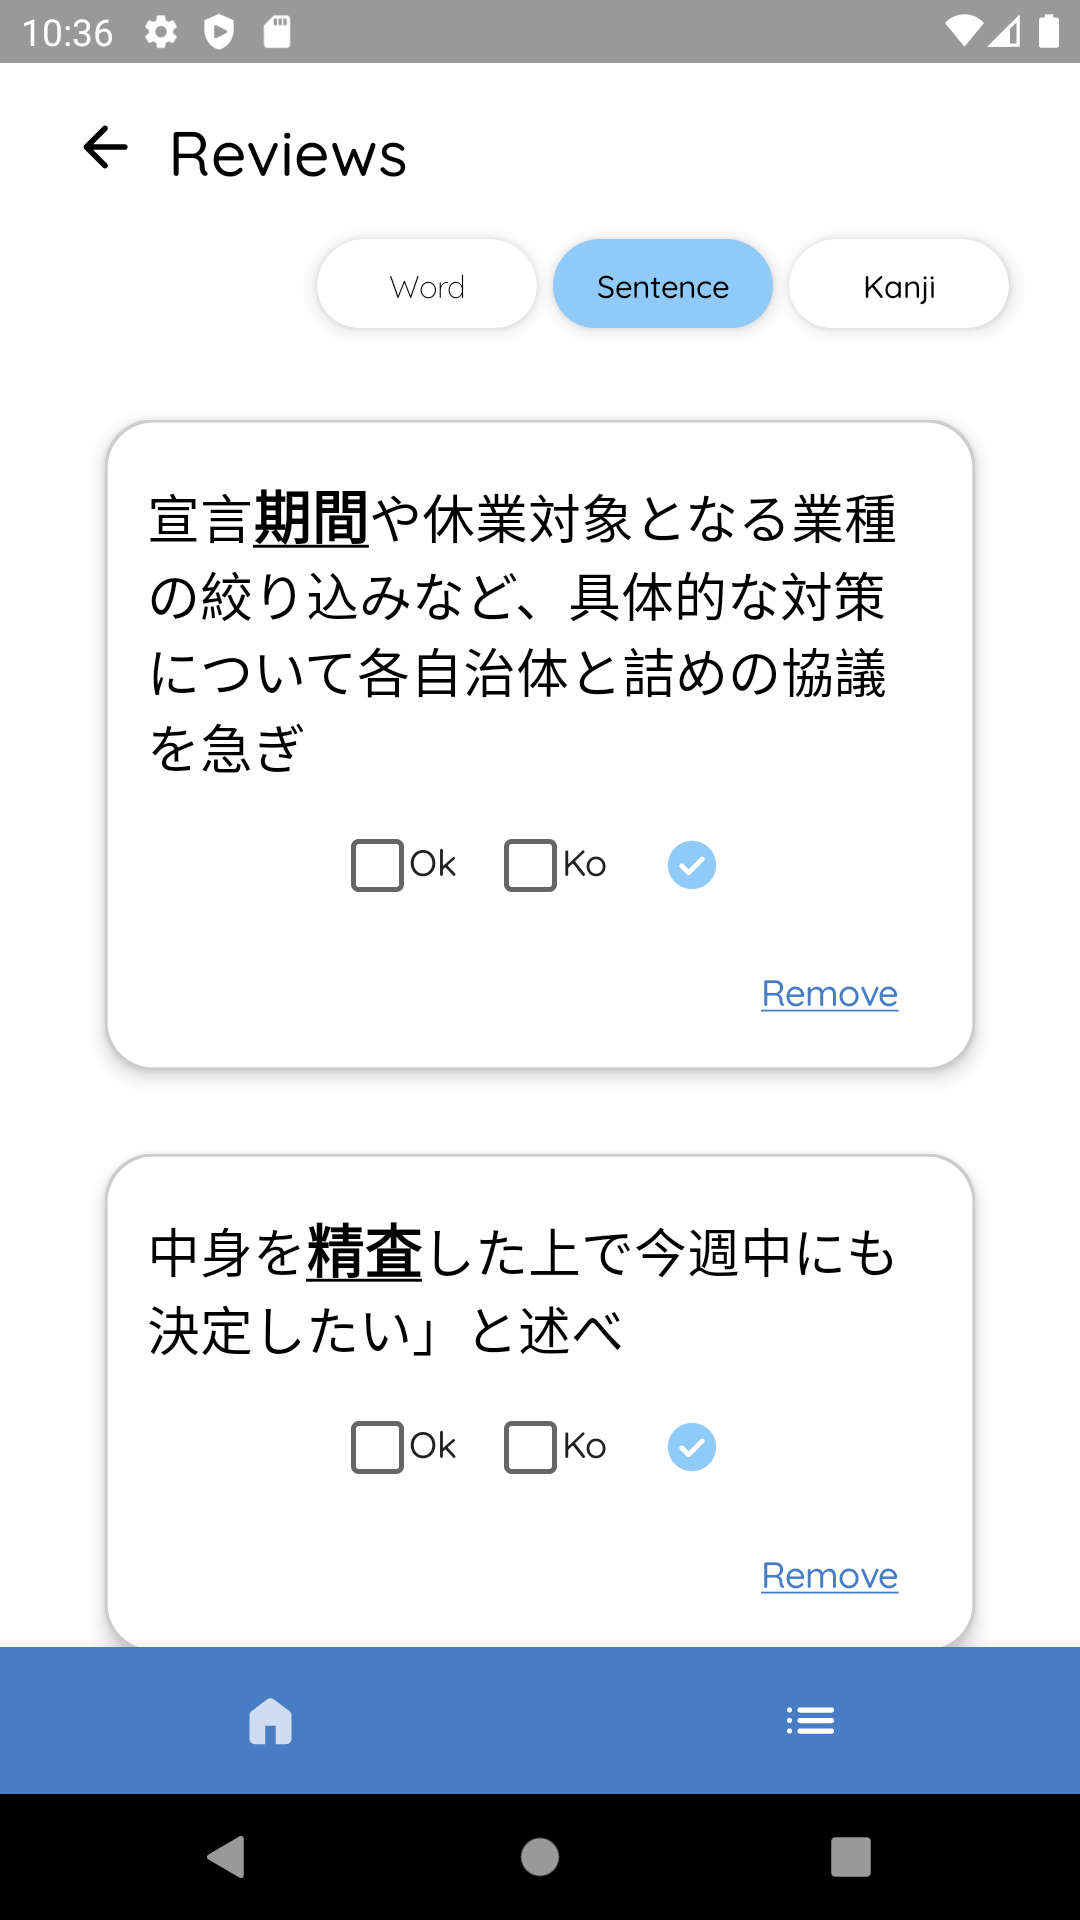 10:36
Reviews
Word Sentence Kanji
宣言期間や休業対象となる業種
の絞り込みなど、具体的な対策
について各自治体と詰めの協議
を急ぎ
Ok Ko
Remove
中身を精査した上で今週中にも
決定したい」と述べ
Ok Ko
Remove